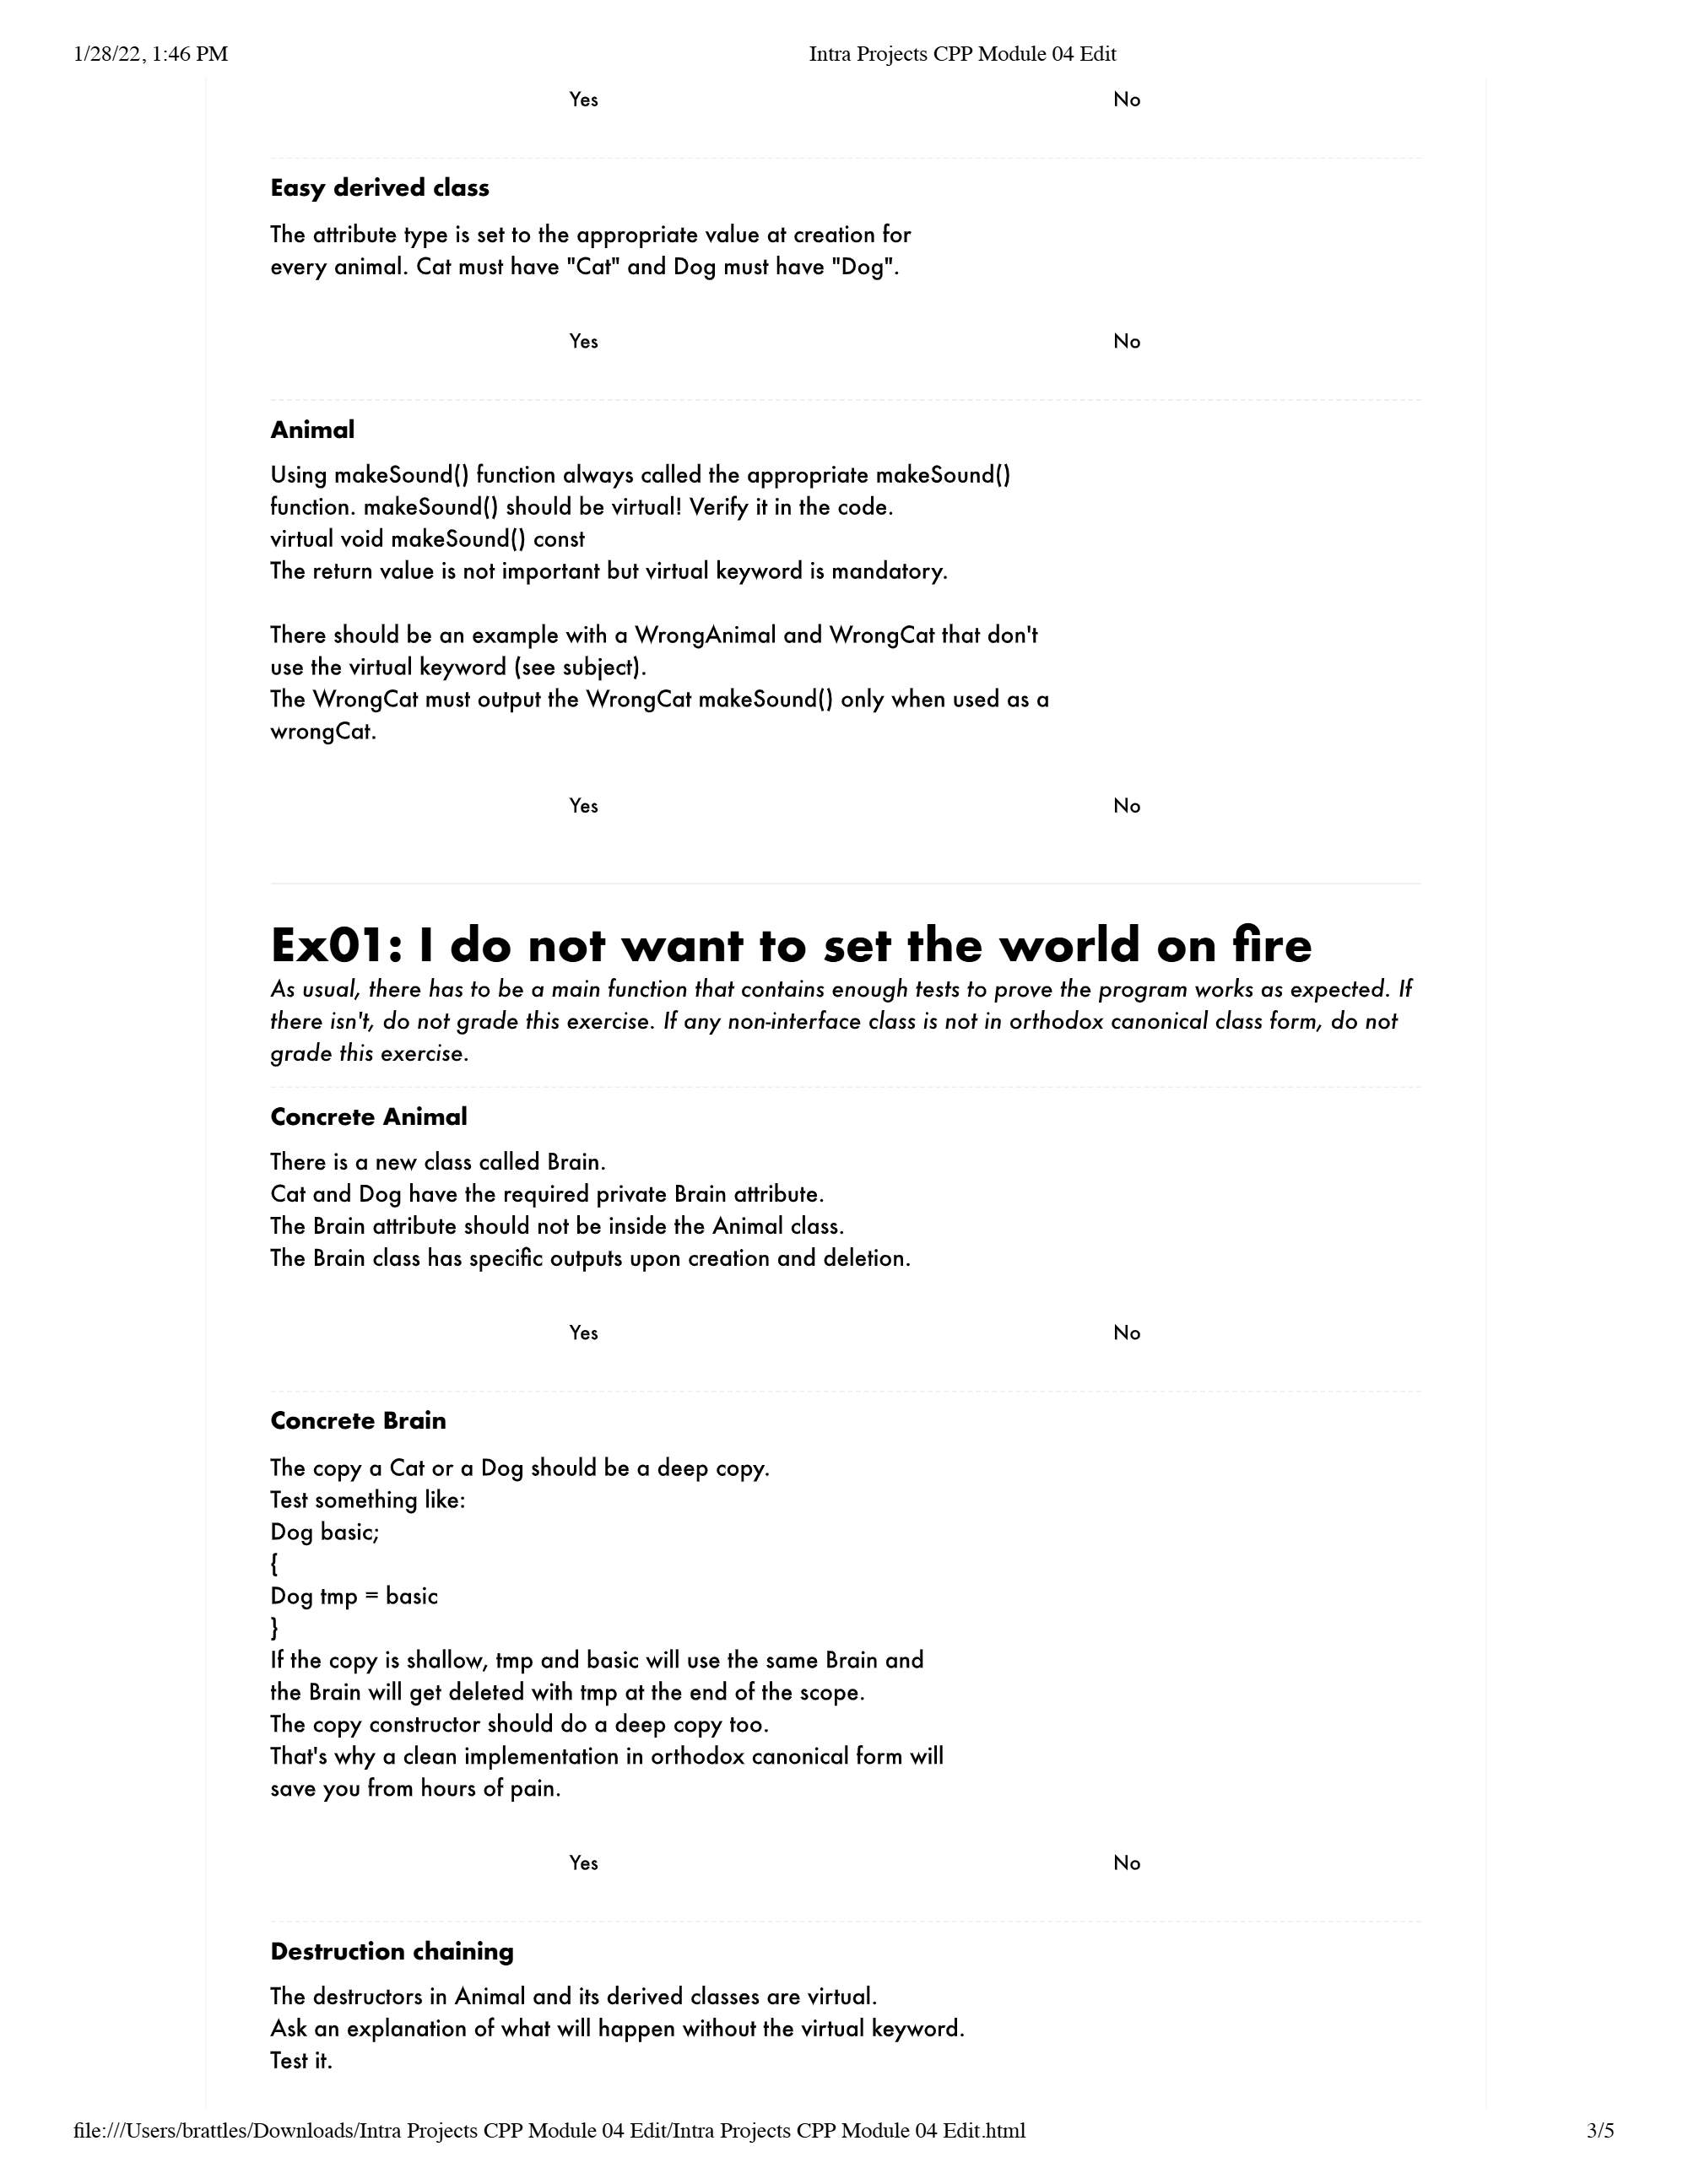 1/28/22, 1:46 PM Intra Projects CPP Module 04 Edit
Yes No
Easy derived class
The attribute type is set to the appropriate value at creation for
every animal. Cat must have "Cat" and Dog must have "Dog".
Yes No
Animal
Using makeSound() function always called the appropriate makeSound()
function. makeSound() should be virtual! Verify it in the code.
virtual void makeSound() const
The return value is not important but virtual keyword is mandatory.
There should be an example with a WrongAnimal and WrongCat that don't
use the virtual keyword (see subject).
The WrongCat must output the WrongCat makeSound() only when used as a
wrongCat.
Yes No
Ex01: I do not want to set the world on fire
As usual, there has to be a main function that contains enough tests to prove the program works as expected. If
there isn't, do not grade this exercise. If any non-interface class is not in orthodox canonical class form, do not
grade this exercise.
Concrete Animal
There is a new class called Brain.
Cat and Dog have the required private Brain attribute.
The Brain attribute should not be inside the Animal class.
The Brain class has specific outputs upon creation and deletion.
Yes No
Concrete Brain
The copy a Cat or a Dog should be a deep copy.
Test something like:
Dog basic;
{
Dog tmp = basic
}
If the copy is shallow, tmp and basic will use the same Brain and
the Brain will get deleted with tmp at the end of the scope.
The copy constructor should do a deep copy too.
That's why a clean implementation in orthodox canonical form will
save you from hours of pain.
Yes No
Destruction chaining
The destructors in Animal and its derived classes are virtual.
Ask an explanation of what will happen without the virtual keyword.
Test it.
file:///Users/brattles/Downloads/Intra Projects CPP Module 04 Edit/Intra Projects CPP Module 04 Edit.html 3/5